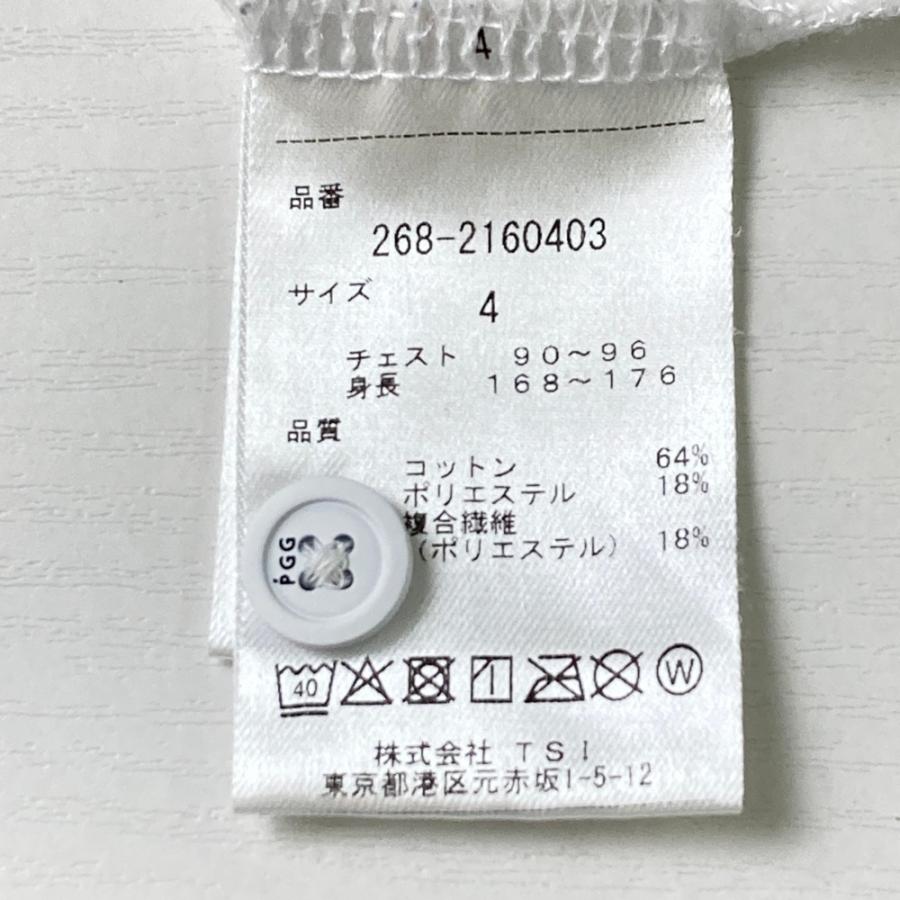 4
品番
268-2160403
サイズ
4
チェスト 90~96
身長 168~176
品質
コットン 64%
ポリエステル 18%
複合繊維
(ポリエステル) 18%
PGG
40 W
株式会社 TSI
東京都港区元赤坂1-5-12